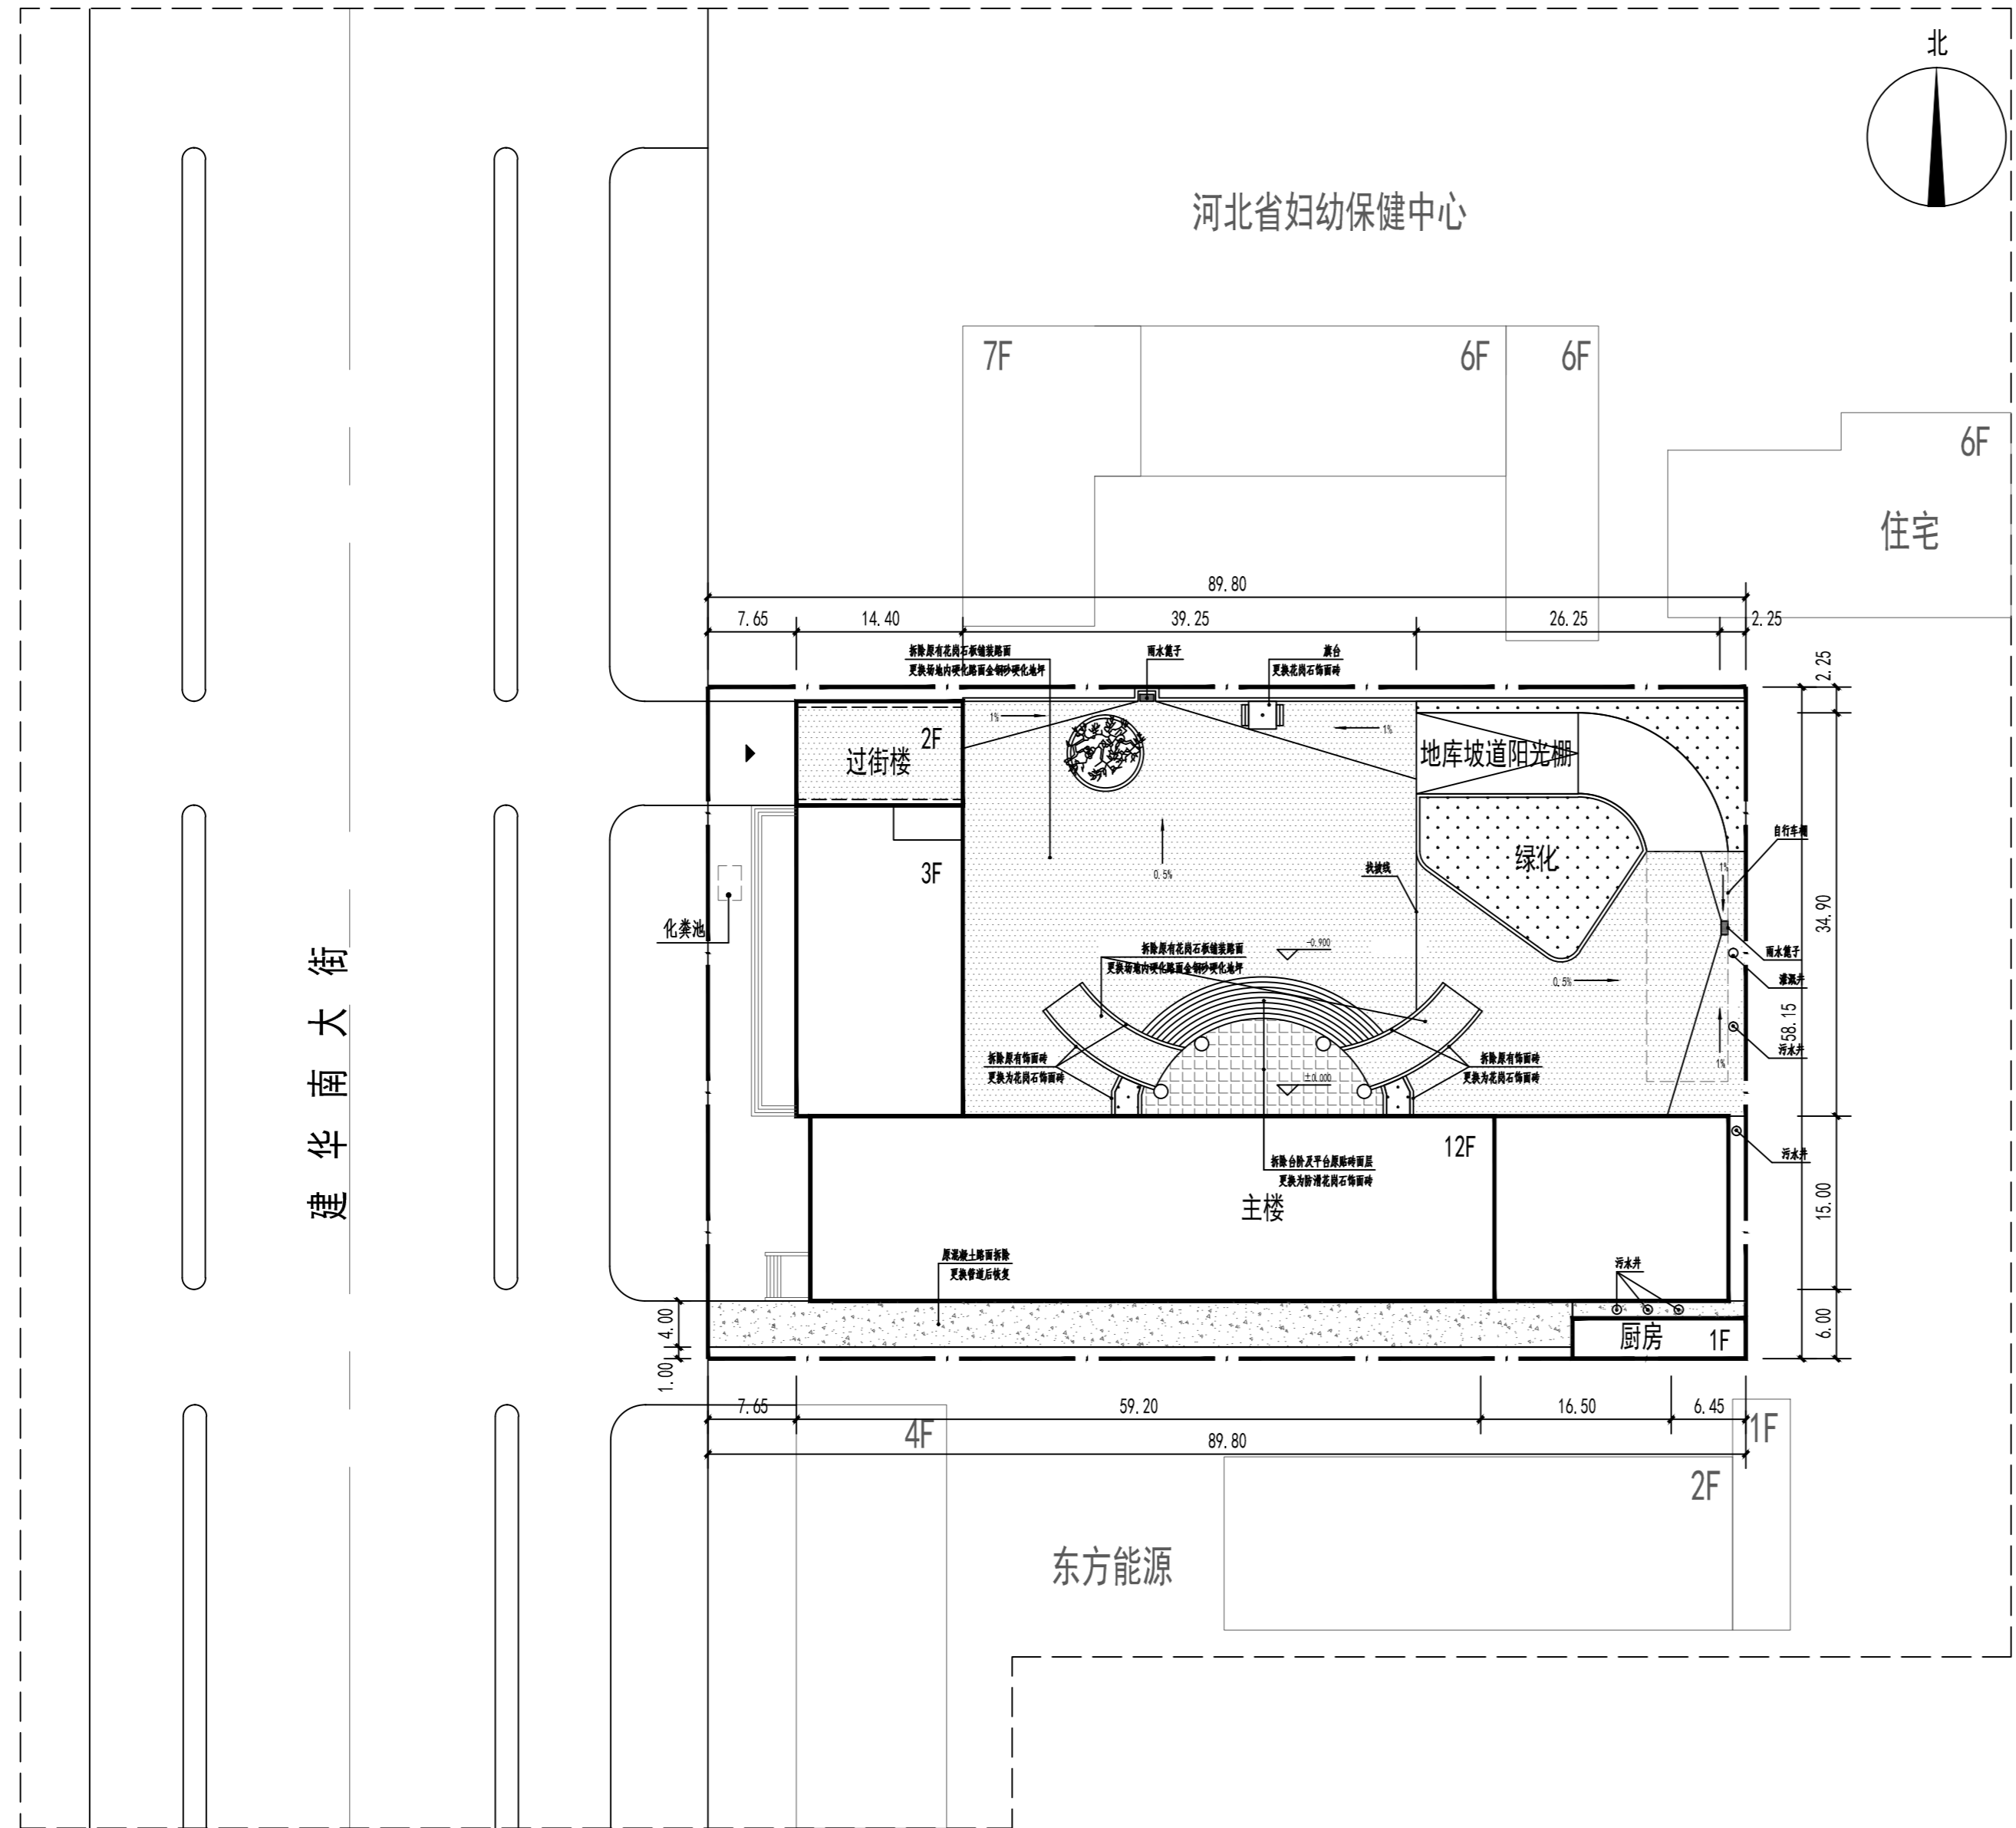 北
河北省妇幼保健中心
7F
6F
6F
6F
住宅
89.80
7.65
14.40
39.25
26.25
2.25
拆除原有花岗石板铺装路面
更换场地内硬化路面金钢砂硬化地坪
雨水篦子
旗台
更换花岗石饰面砖
2.25
1%
1%
2F
过街楼
地库坡道阳光棚
自行车棚
3F
0.5%
找坡线
绿化
1%
34.90
化粪池
拆除原有花岗石板铺装路面
更换场地内硬化路面金钢砂硬化地坪
-0.900
雨水篦子
0.5%
灌溉井
58.15
污水井
1%
拆除原有饰面砖
更换为花岗石饰面砖
±0.000
拆除原有饰面砖
更换为花岗石饰面砖
建华南大街
12F
污水井
拆除台阶及平台原贴砖面层
更换为防滑花岗石饰面砖
主楼
15.00
原混凝土路面拆除
更换管道后恢复
污水井
4.00
厨房
1F
6.00
1.00
7.65
59.20
16.50
6.45
4F
89.80
1F
2F
东方能源